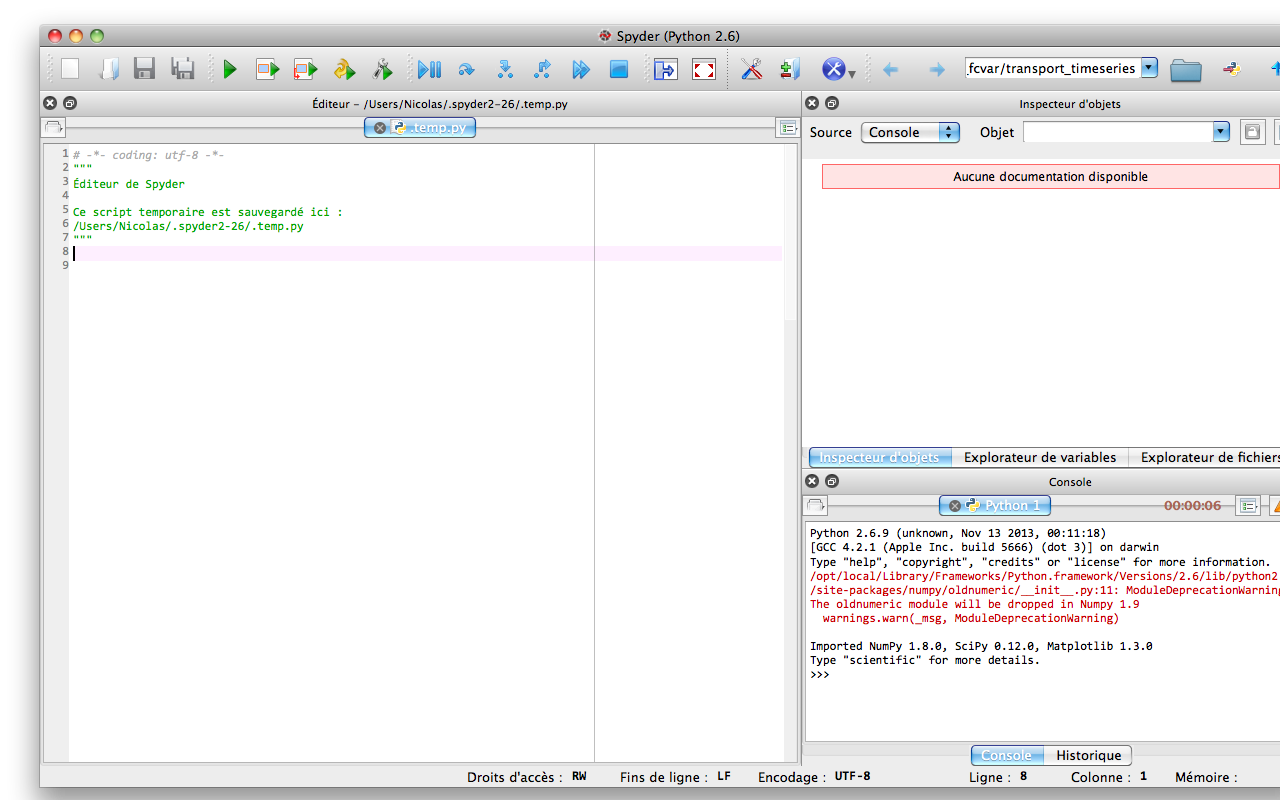 Spyder (Python 2.6)
.fcvar/transport_timeseries
Éditeur – /Users/Nicolas/.spyder2-26/.temp.py
.temp.py
1 # -*- coding: utf-8 -*-
2 """
3 Éditeur de Spyder
4
5 Ce script temporaire est sauvegardé ici :
6 /Users/Nicolas/.spyder2-26/.temp.py
7 """
8
9
Inspecteur d'objets
Source Console Objet
Aucune documentation disponible
Inspecteur d'objets Explorateur de variables Explorateur de fichiers
Console
Python 1 00:00:06
Python 2.6.9 (unknown, Nov 13 2013, 00:11:18)
[GCC 4.2.1 (Apple Inc. build 5666) (dot 3)] on darwin
Type "help", "copyright", "credits" or "license" for more information.
/opt/local/Library/Frameworks/Python.framework/Versions/2.6/lib/python2
/site-packages/numpy/oldnumeric/__init__.py:11: ModuleDeprecationWarning
The oldnumeric module will be dropped in Numpy 1.9
warnings.warn(_msg, ModuleDeprecationWarning)
Imported NumPy 1.8.0, SciPy 0.12.0, Matplotlib 1.3.0
Type "scientific" for more details.
>>>
Console Historique
Droits d'accès : RW Fins de ligne : LF Encodage : UTF-8 Ligne : 8 Colonne : 1 Mémoire :